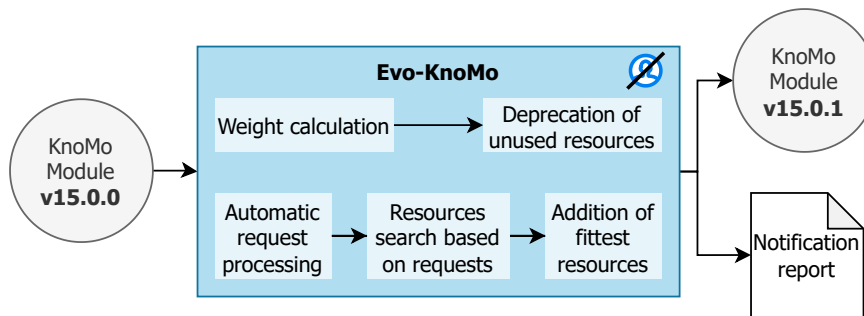 KnoMo
Module
v15.0.0
Evo-KnoMo
Weight calculation
Deprecation of
unused resources
Automatic
request
processing
Resources
search based
on requests
Addition of
fittest
resources
KnoMo
Module
v15.0.1
Notification
report